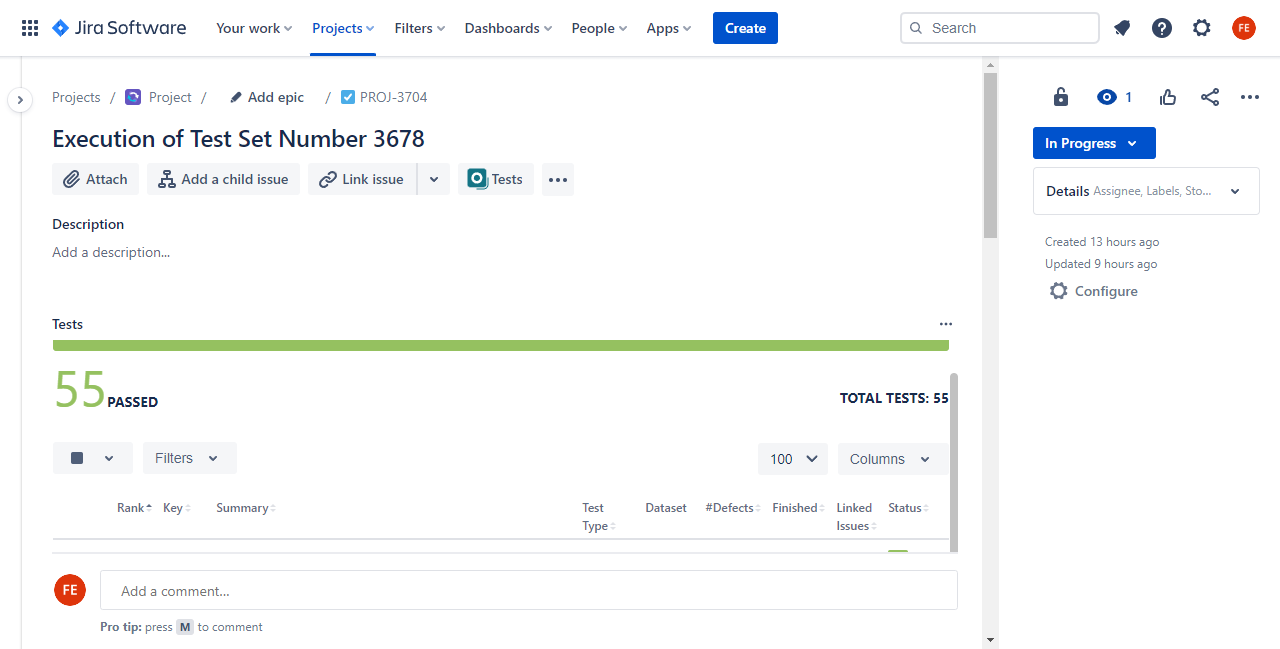 Jira Software Your work Projects Filters Dashboards People Apps Create Search FE
Projects / Project / Add epic / PROJ-3704 1
Execution of Test Set Number 3678
In Progress
Attach Add a child issue Link issue Tests
Details Assignee, Labels, Sto...
Description
Add a description...
Created 13 hours ago
Updated 9 hours ago
Configure
Tests
55 PASSED TOTAL TESTS: 55
Filters 100 Columns
Rank Key Summary Test Type Dataset #Defects Finished Linked Issues Status
FE Add a comment...
Pro tip: press M to comment